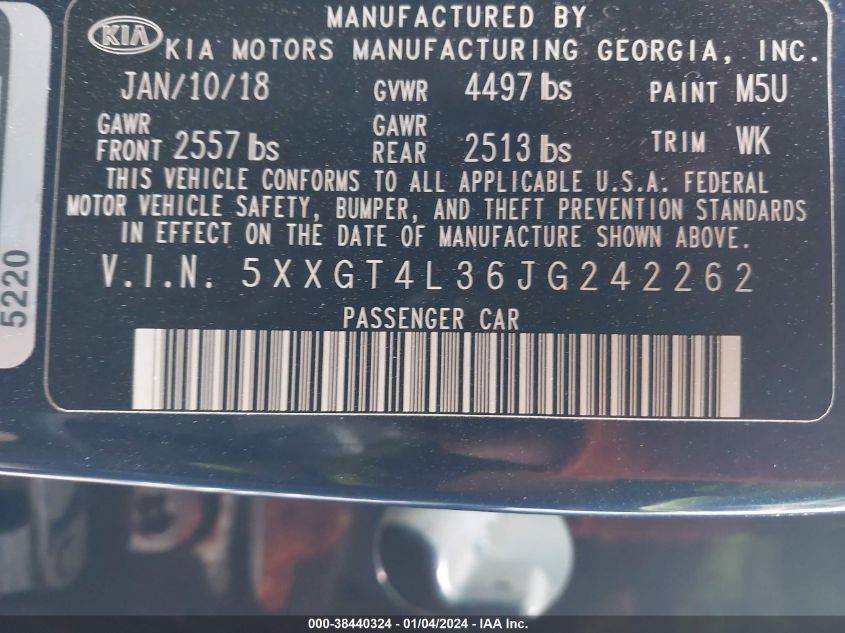 MANUFACTURED BY
KIA KIA MOTORS MANUFACTURING GEORGIA, INC.
JAN/10/18 GVWR 4497 lbs PAINT M5U
GAWR FRONT 2557 lbs GAWR REAR 2513 lbs TRIM WK
THIS VEHICLE CONFORMS TO ALL APPLICABLE U.S.A. FEDERAL
MOTOR VEHICLE SAFETY, BUMPER, AND THEFT PREVENTION STANDARDS
IN EFFECT ON THE DATE OF MANUFACTURE SHOWN ABOVE.
V.I.N. 5XXGT4L36JG242262
PASSENGER CAR
5220
000-38440324 - 01/04/2024 - IAA Inc.